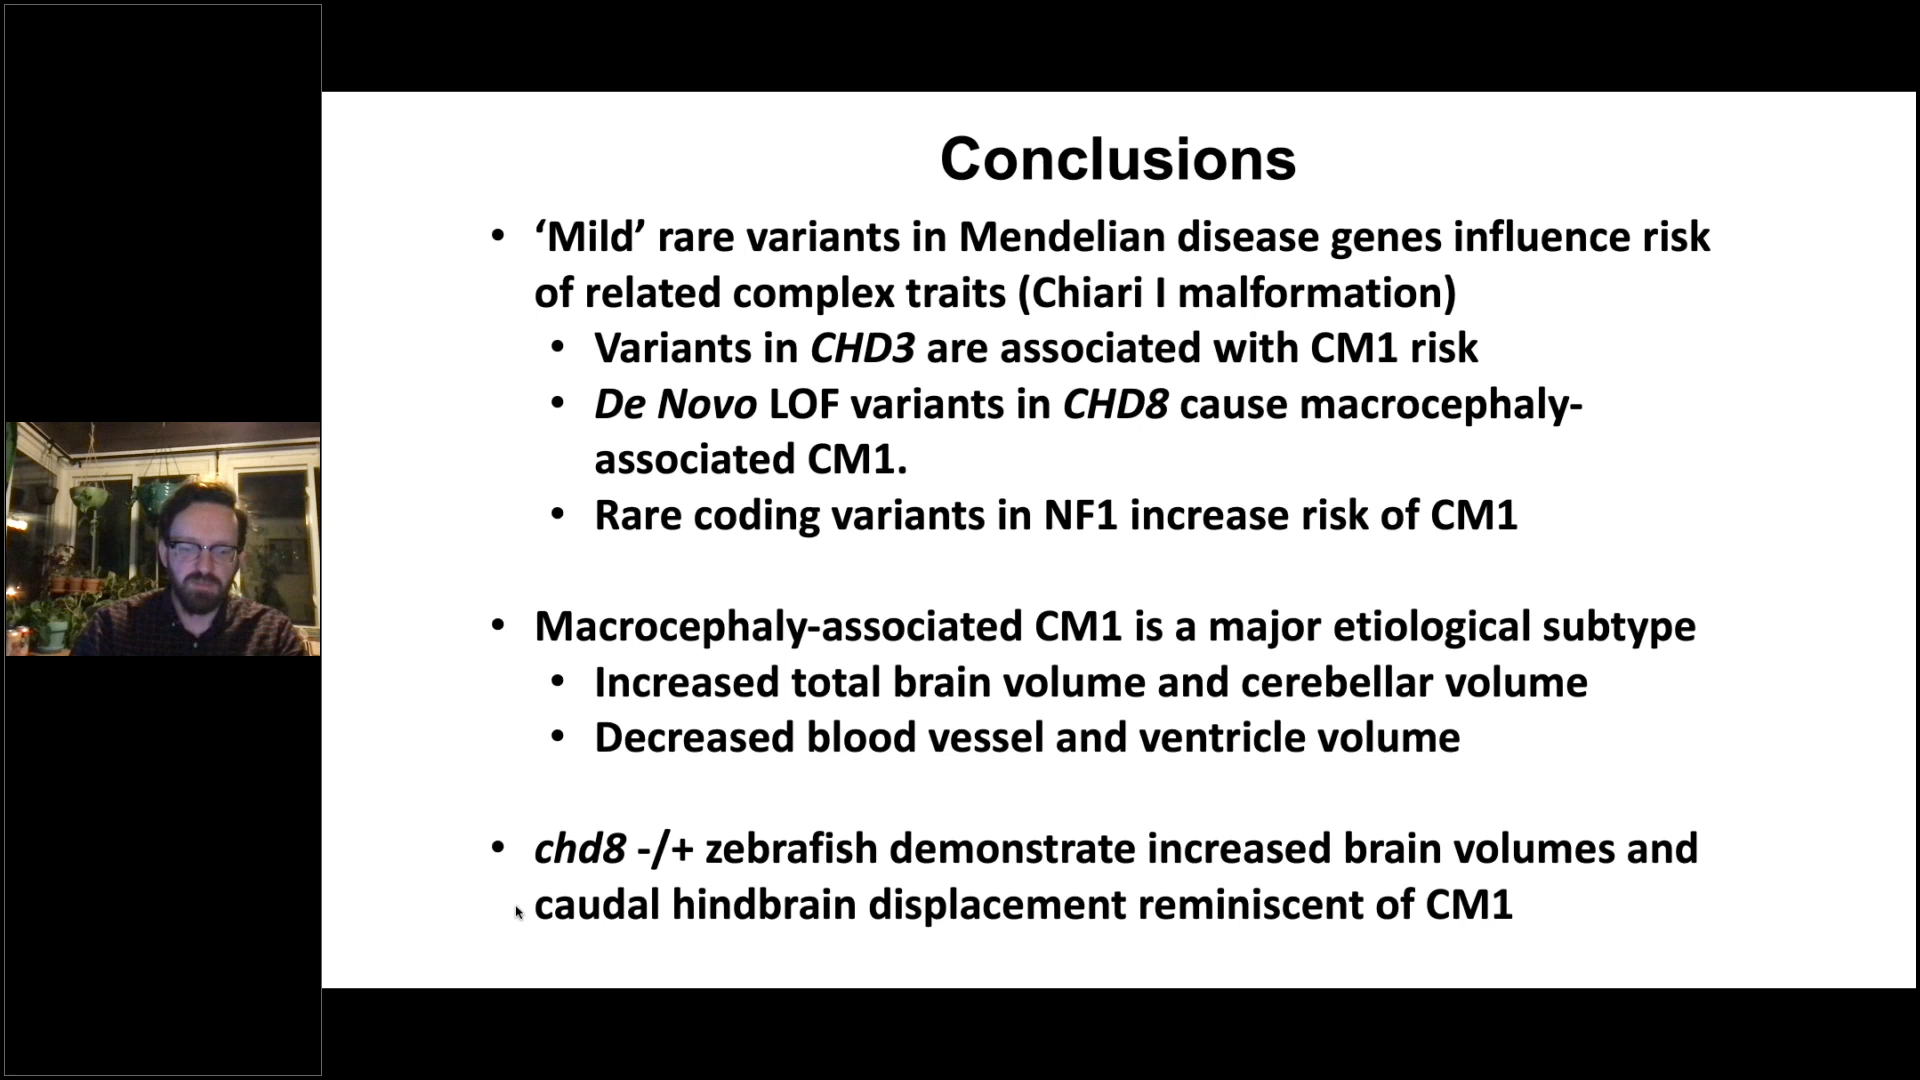 Conclusions
• ‘Mild’ rare variants in Mendelian disease genes influence risk
of related complex traits (Chiari I malformation)
• Variants in CHD3 are associated with CM1 risk
• De Novo LOF variants in CHD8 cause macrocephaly-
associated CM1.
• Rare coding variants in NF1 increase risk of CM1
• Macrocephaly-associated CM1 is a major etiological subtype
• Increased total brain volume and cerebellar volume
• Decreased blood vessel and ventricle volume
• chd8 -/+ zebrafish demonstrate increased brain volumes and
caudal hindbrain displacement reminiscent of CM1